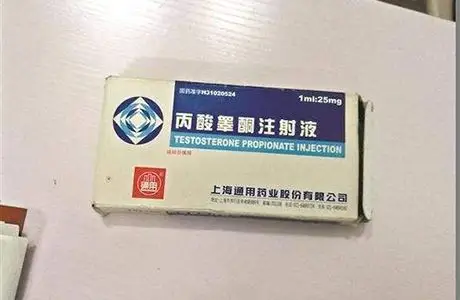 国药准字H31020524
1ml:25mg
丙酸睾酮注射液
TESTOSTERONE PROPIONATE INJECTION
通用
上海通用药业股份有限公司